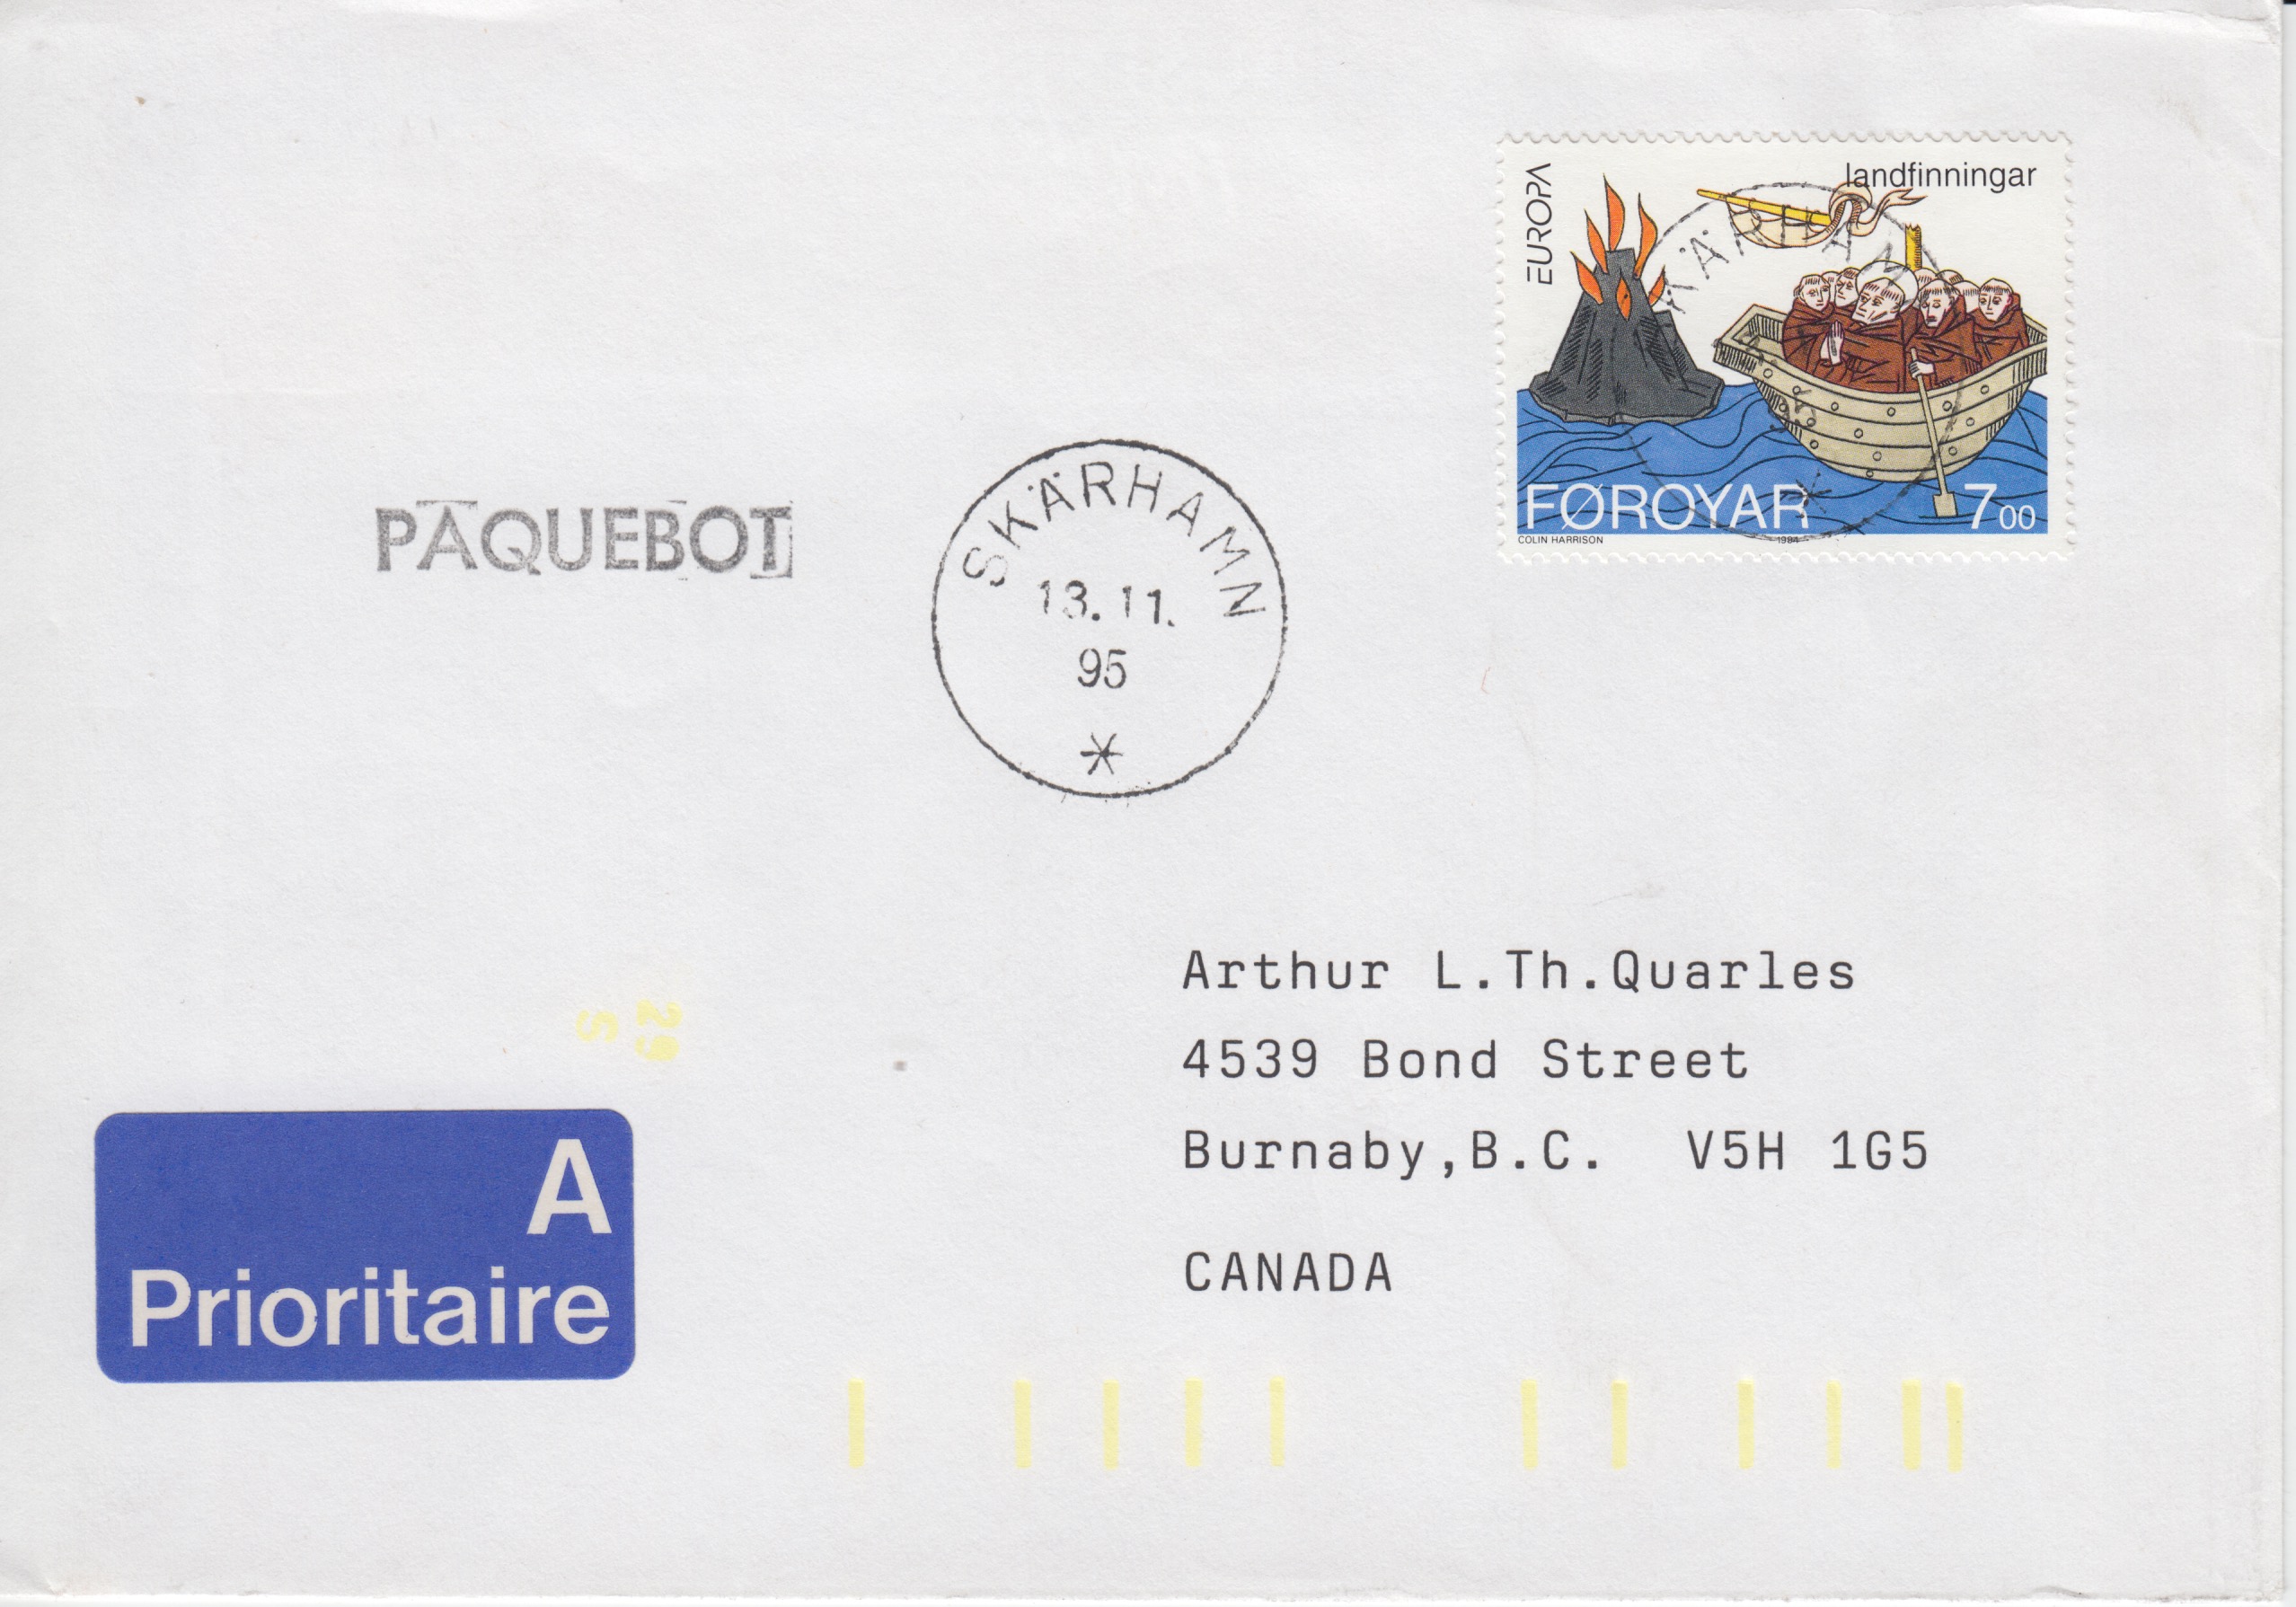 EUROPA
landfinningar
FØROYAR 7 00
COLIN HARRISON
PAQUEBOT
SKÄRHAMN
13.11.
95
*
Arthur L.Th.Quarles
4539 Bond Street
Burnaby,B.C. V5H 1G5
CANADA
29
S
A
Prioritaire